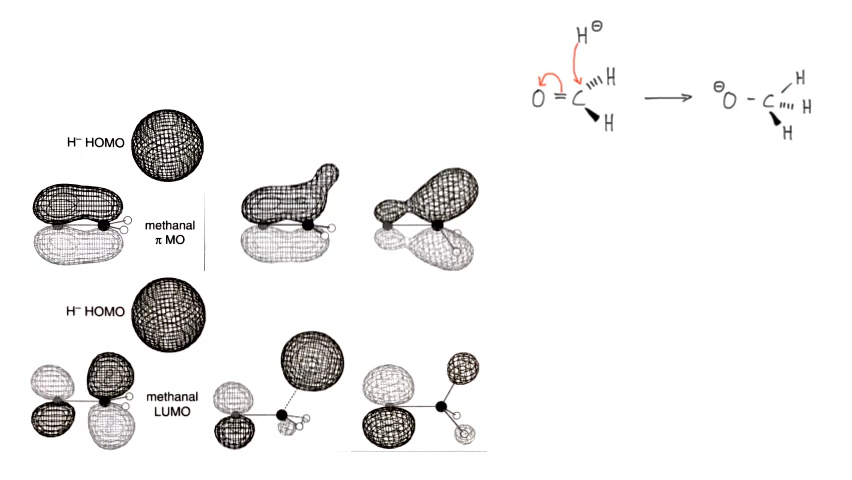 H⁻ HOMO
methanal
π MO
H⁻ HOMO
methanal
LUMO
H⊖
O = C H
H
⊖O - C H
H
H